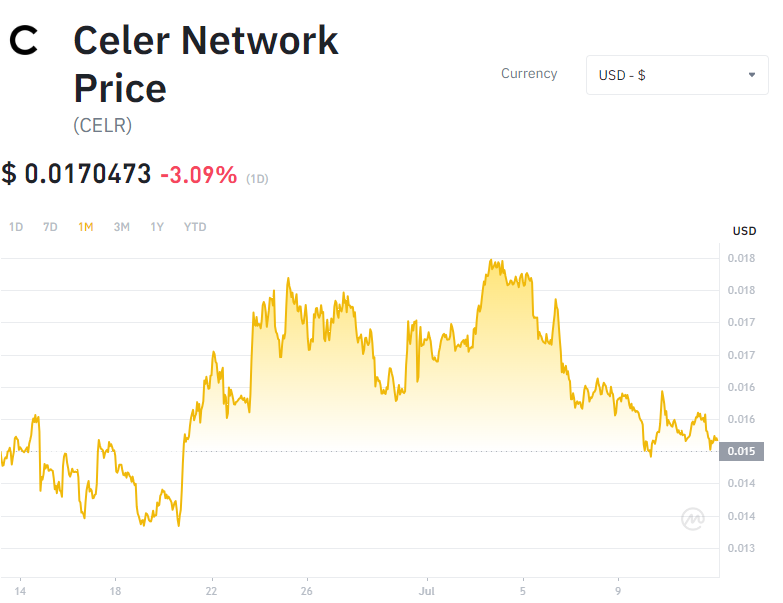 C Celer Network
Price
(CELR)
Currency
USD - $
$ 0.0170473 -3.09% (1D)
1D 7D 1M 3M 1Y YTD
USD
0.018
0.018
0.017
0.017
0.016
0.016
0.015
0.014
0.014
0.013
14 18 22 26 Jul 5 9